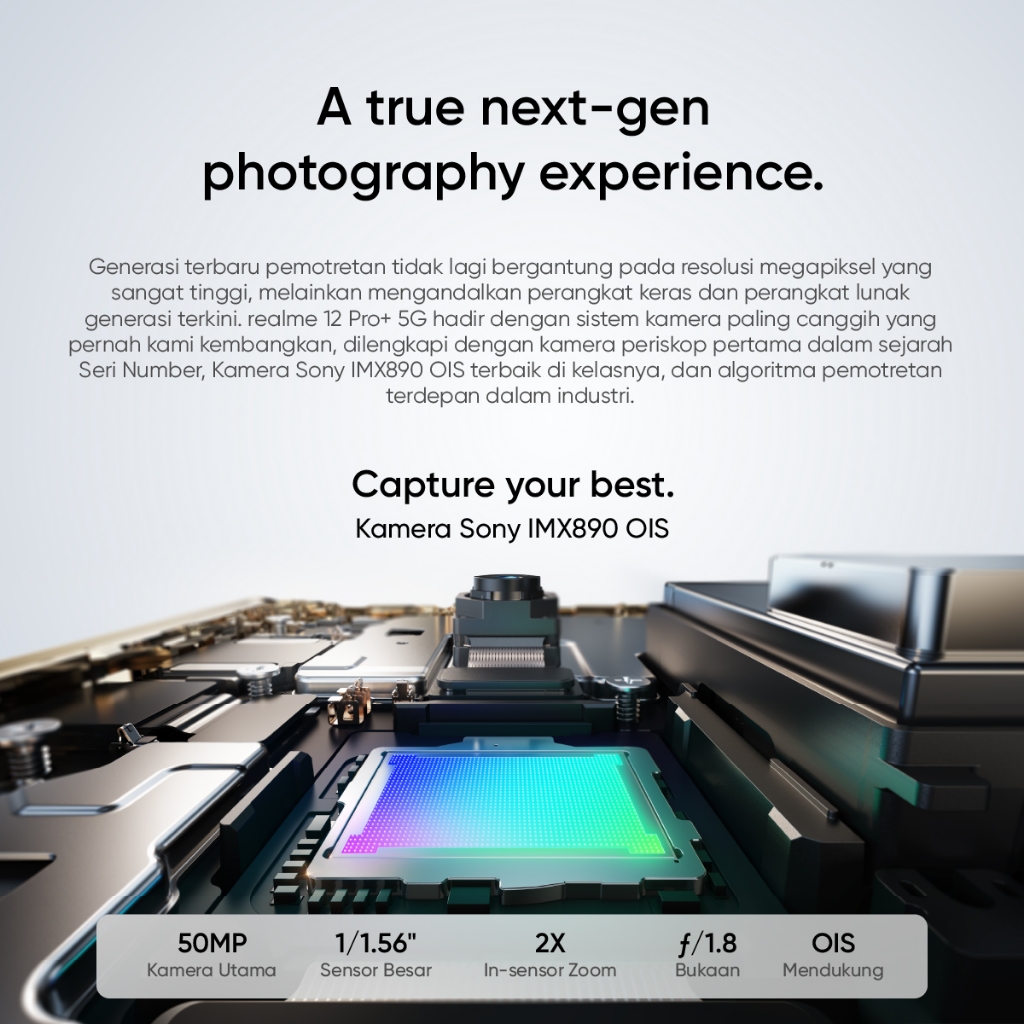 A true next-gen
photography experience.
Generasi terbaru pemotretan tidak lagi bergantung pada resolusi megapiksel yang
sangat tinggi, melainkan mengandalkan perangkat keras dan perangkat lunak
generasi terkini. realme 12 Pro+ 5G hadir dengan sistem kamera paling canggih yang
pernah kami kembangkan, dilengkapi dengan kamera periskop pertama dalam sejarah
Seri Number, Kamera Sony IMX890 OIS terbaik di kelasnya, dan algoritma pemotretan
terdepan dalam industri.
Capture your best.
Kamera Sony IMX890 OIS
50MP
Kamera Utama
1/1.56"
Sensor Besar
2X
In-sensor Zoom
ƒ/1.8
Bukaan
OIS
Mendukung